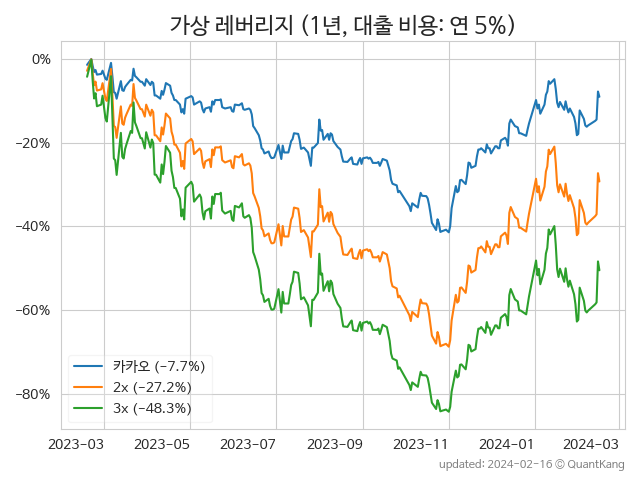 가상 레버리지 (1년, 대출 비용: 연 5%)
0%
−20%
−40%
−60%
−80%
카카오 (−7.7%)
2x (−27.2%)
3x (−48.3%)
2023−03 2023−05 2023−07 2023−09 2023−11 2024−01 2024−03
updated: 2024-02-16 © QuantKang